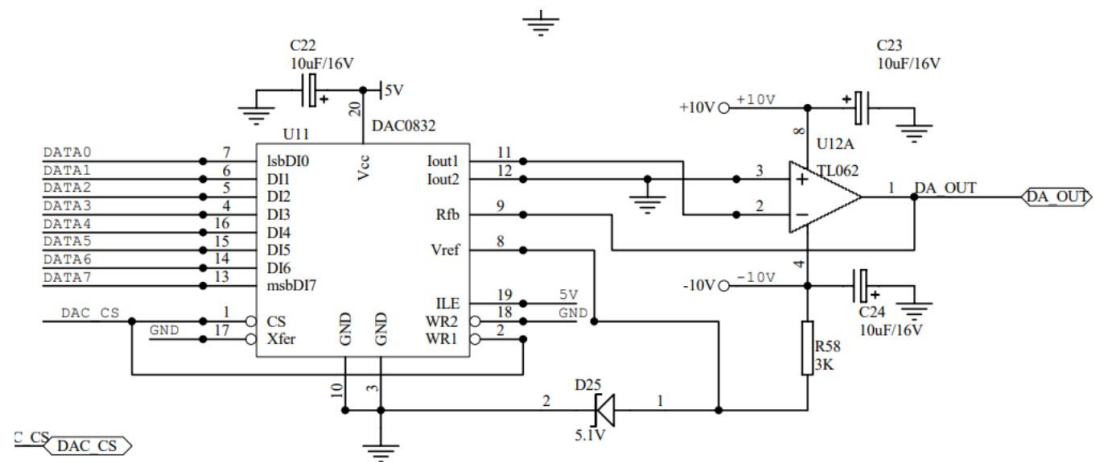 C22
10uF/16V
5V
20
DAC0832
U11
Vcc
DATA0 7 lsbDI0
DATA1 6 DI1
DATA2 5 DI2
DATA3 4 DI3
DATA4 16 DI4
DATA5 15 DI5
DATA6 14 DI6
DATA7 13 msbDI7
DAC_CS 1 CS
GND 17 Xfer
Iout1 11
Iout2 12
Rfb 9
Vref 8
ILE 19 5V
WR2 18 GND
WR1 2
GND
GND
10
3
C23
10uF/16V
+10V +10V
8
U12A
TL062
3 +
2 −
1 DA_OUT
DA_OUT
4
-10V -10V
C24
10uF/16V
R58
3K
D25
2 1
5.1V
C_CS
DAC_CS